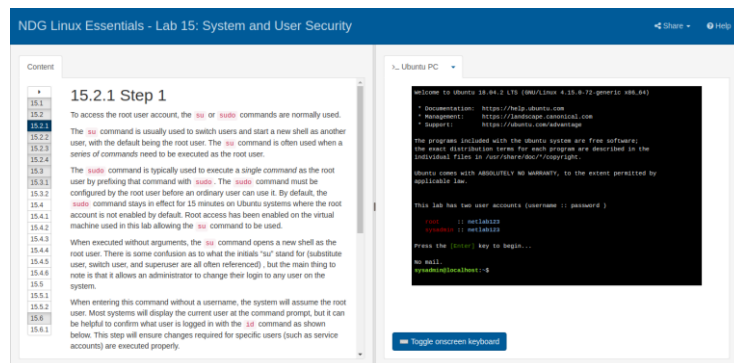 NDG Linux Essentials - Lab 15: System and User Security
Share
Help
Content
15.1
15.2
15.2.1
15.2.2
15.2.3
15.2.4
15.3
15.3.1
15.3.2
15.4
15.4.1
15.4.2
15.4.3
15.4.4
15.4.5
15.4.6
15.5
15.5.1
15.5.2
15.6
15.6.1
15.2.1 Step 1
To access the root user account, the su or sudo commands are normally used.
The su command is usually used to switch users and start a new shell as another
user, with the default being the root user. The su command is often used when a
series of commands need to be executed as the root user.
The sudo command is typically used to execute a single command as the root
user by prefixing that command with sudo. The sudo command must be
configured by the root user before an ordinary user can use it. By default, the
sudo command stays in effect for 15 minutes on Ubuntu systems where the root
account is not enabled by default. Root access has been enabled on the virtual
machine used in this lab allowing the su command to be used.
When executed without arguments, the su command opens a new shell as the
root user. There is some confusion as to what the initials "su" stand for (substitute
user, switch user, and superuser are all often referenced) , but the main thing to
note is that it allows an administrator to change their login to any user on the
system.
When entering this command without a username, the system will assume the root
user. Most systems will display the current user at the command prompt, but it can
be helpful to confirm what user is logged in with the id command as shown
below. This step will ensure changes required for specific users (such as service
accounts) are executed properly.
>_ Ubuntu PC
Welcome to Ubuntu 18.04.2 LTS (GNU/Linux 4.15.0-72-generic x86_64)
* Documentation: https://help.ubuntu.com
* Management: https://landscape.canonical.com
* Support: https://ubuntu.com/advantage
The programs included with the Ubuntu system are free software;
the exact distribution terms for each program are described in the
individual files in /usr/share/doc/*/copyright.
Ubuntu comes with ABSOLUTELY NO WARRANTY, to the extent permitted by
applicable law.
This lab has two user accounts (username :: password )
root :: netlab123
sysadmin :: netlab123
Press the [Enter] key to begin...
No mail.
sysadmin@localhost:~$
Toggle onscreen keyboard